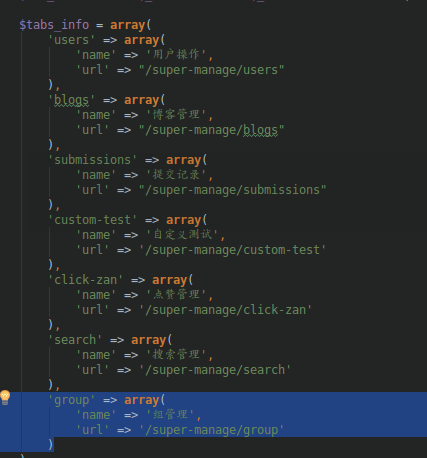 $tabs_info = array(
'users' => array(
'name' => '用户操作',
'url' => "/super-manage/users"
),
'blogs' => array(
'name' => '博客管理',
'url' => "/super-manage/blogs"
),
'submissions' => array(
'name' => '提交记录',
'url' => "/super-manage/submissions"
),
'custom-test' => array(
'name' => '自定义测试',
'url' => '/super-manage/custom-test'
),
'click-zan' => array(
'name' => '点赞管理',
'url' => '/super-manage/click-zan'
),
'search' => array(
'name' => '搜索管理',
'url' => '/super-manage/search'
),
'group' => array(
'name' => '组管理',
'url' => '/super-manage/group'
)